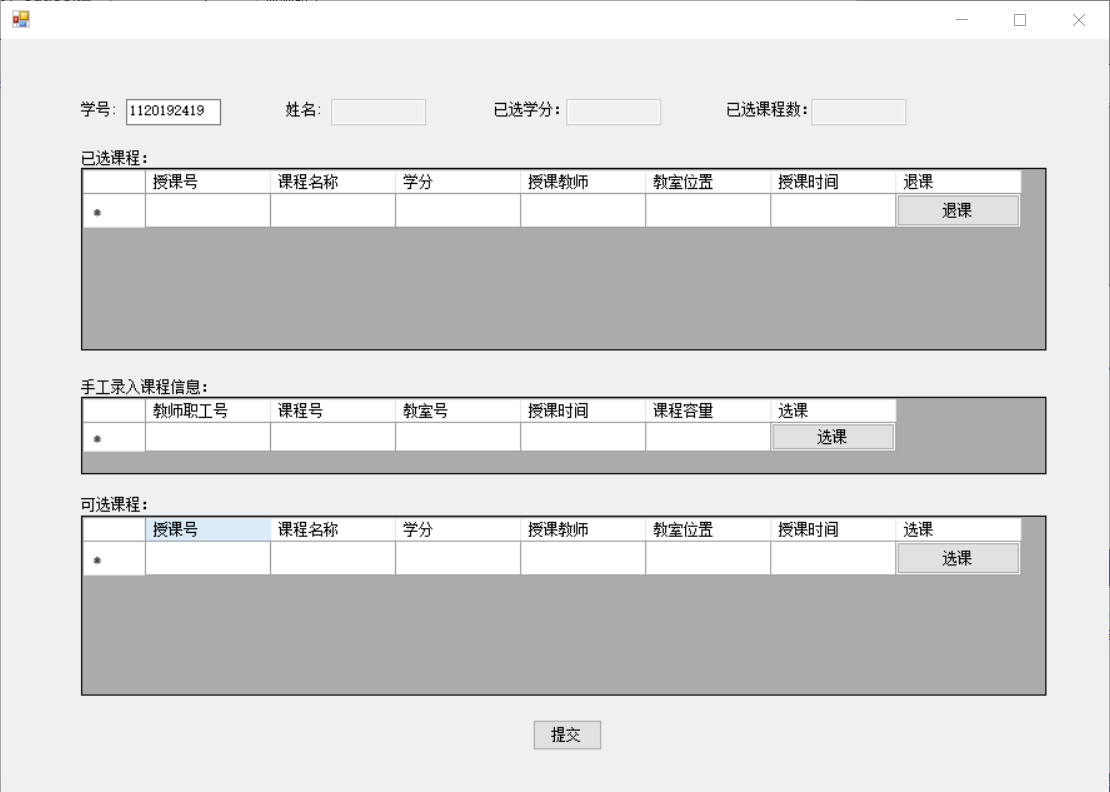 学号: 1120192419 姓名: 已选学分: 已选课程数:
已选课程:
授课号 课程名称 学分 授课教师 教室位置 授课时间 退课
退课
手工录入课程信息:
教师职工号 课程号 教室号 授课时间 课程容量 选课
选课
可选课程:
授课号 课程名称 学分 授课教师 教室位置 授课时间 选课
选课
提交